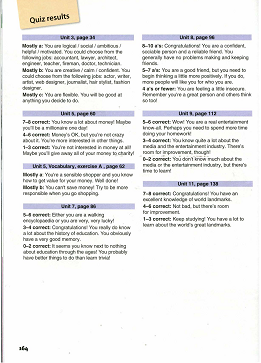 Quiz results
Unit 3, page 34
Mostly a: You are logical / social / ambitious /
helpful / motivated. You could choose from the
following jobs: accountant, lawyer, architect,
engineer, teacher, fireman, doctor, technician.
Mostly b: You are creative / calm / confident. You
could choose from the following jobs: actor, writer,
artist, web designer, journalist, hair stylist, fashion
designer.
Mostly c: You are flexible. You will be good at
anything you decide to do.
Unit 5, page 60
7–8 correct: You know a lot about money! Maybe
you'll be a millionaire one day!
4–6 correct: Money's OK, but you're not crazy
about it. You're more interested in other things.
1–3 correct: You're not interested in money at all!
Maybe you'll give away all of your money to charity!
Unit 5, Vocabulary, exercise A, page 62
Mostly a: You're a sensible shopper and you know
how to get value for your money. Well done!
Mostly b: You can't save money! Try to be more
responsible when you go shopping.
Unit 7, page 86
5–6 correct: Either you are a walking
encyclopaedia or you are very, very lucky!
3–4 correct: Congratulations! You really do know
a lot about the history of education. You obviously
have a very good memory.
0–2 correct: It seems you know next to nothing
about education through the ages! You probably
have better things to do than learn trivia!
Unit 8, page 96
8–10 a's: Congratulations! You are a confident,
sociable person and a reliable friend. You
generally have no problems making and keeping
friends.
5–7 a's: You are a good friend, but you need to
begin thinking a little more positively. If you do,
more people will like you for who you are.
4 a's or fewer: You are feeling a little insecure.
Remember you're a great person and others think
so too!
Unit 9, page 112
5–6 correct: Wow! You are a real entertainment
know-all. Perhaps you need to spend more time
doing your homework!
3–4 correct: You know quite a lot about the
media and the entertainment industry. There's
room for improvement, though!
0–2 correct: You don't know much about the
media or the entertainment industry, but there's
time to learn!
Unit 11, page 138
7–8 correct: Congratulations! You have an
excellent knowledge of world landmarks.
4–6 correct: Not bad, but there's room
for improvement.
1–3 correct: Keep studying! You have a lot to
learn about the world's great landmarks.
164